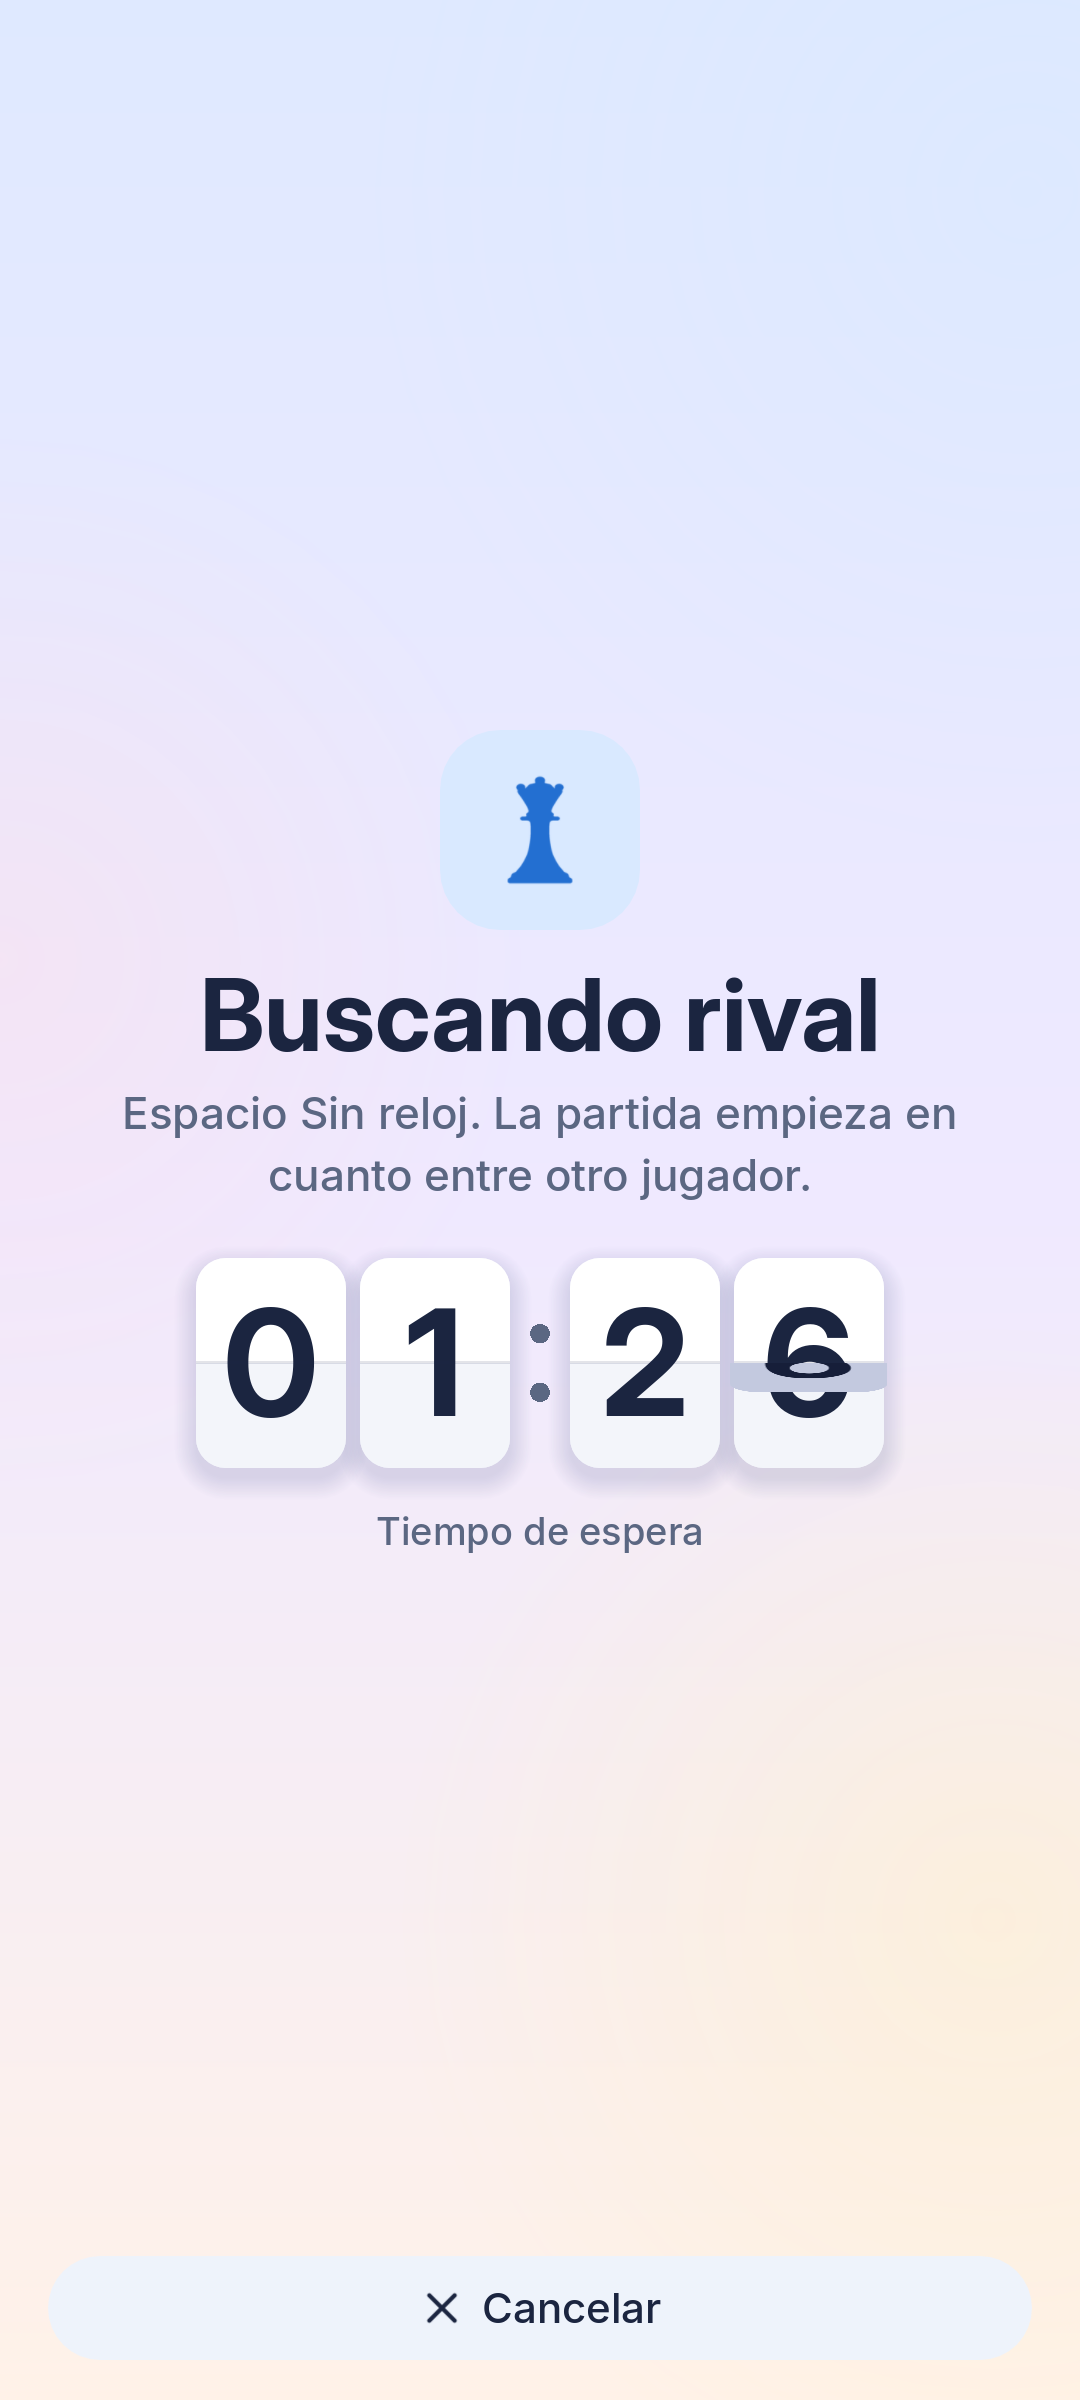 Buscando rival
Espacio Sin reloj. La partida empieza en
cuanto entre otro jugador.
01:26
Tiempo de espera
Cancelar